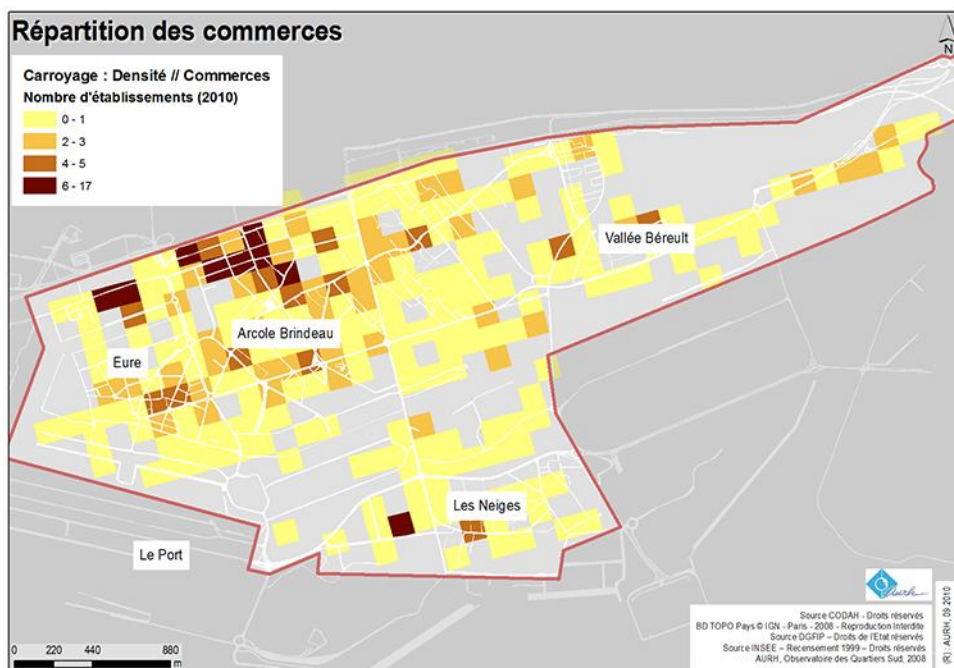 Répartition des commerces
N
Carroyage : Densité // Commerces
Nombre d'établissements (2010)
0 - 1
2 - 3
4 - 5
6 - 17
Vallée Béreult
Arcole Brindeau
Eure
Les Neiges
Le Port
aurh
Source CODAH - Droits réservés
BD TOPO Pays © IGN - Paris - 2008 - Reproduction Interdite
Source DGFIP – Droits de l'Etat réservés
Source INSEE – Recensement 1999 – Droits réservés
AURH, Observatoire des Quartiers Sud, 2008
(R) : AURH, 09 2010
0 220 440 880
m